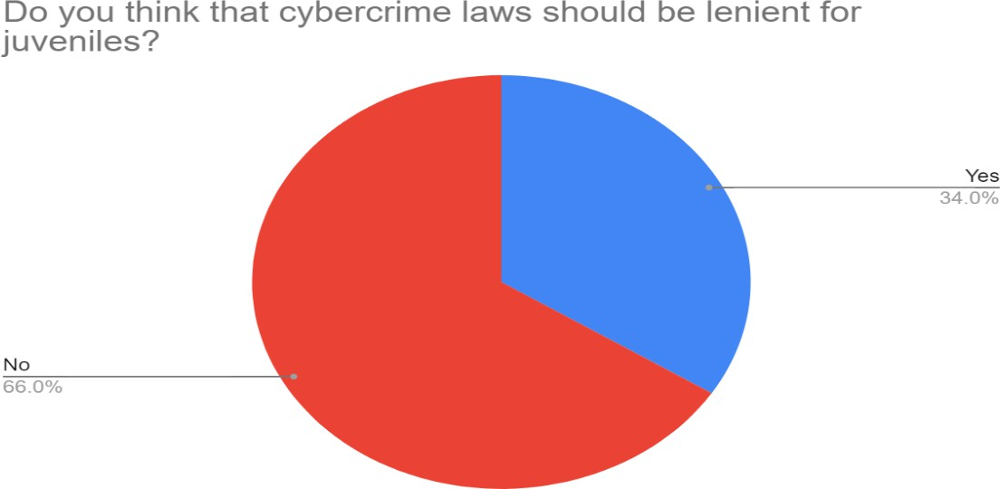 Do you think that cybercrime laws should be lenient for
juveniles?
Yes
34.0%
No
66.0%